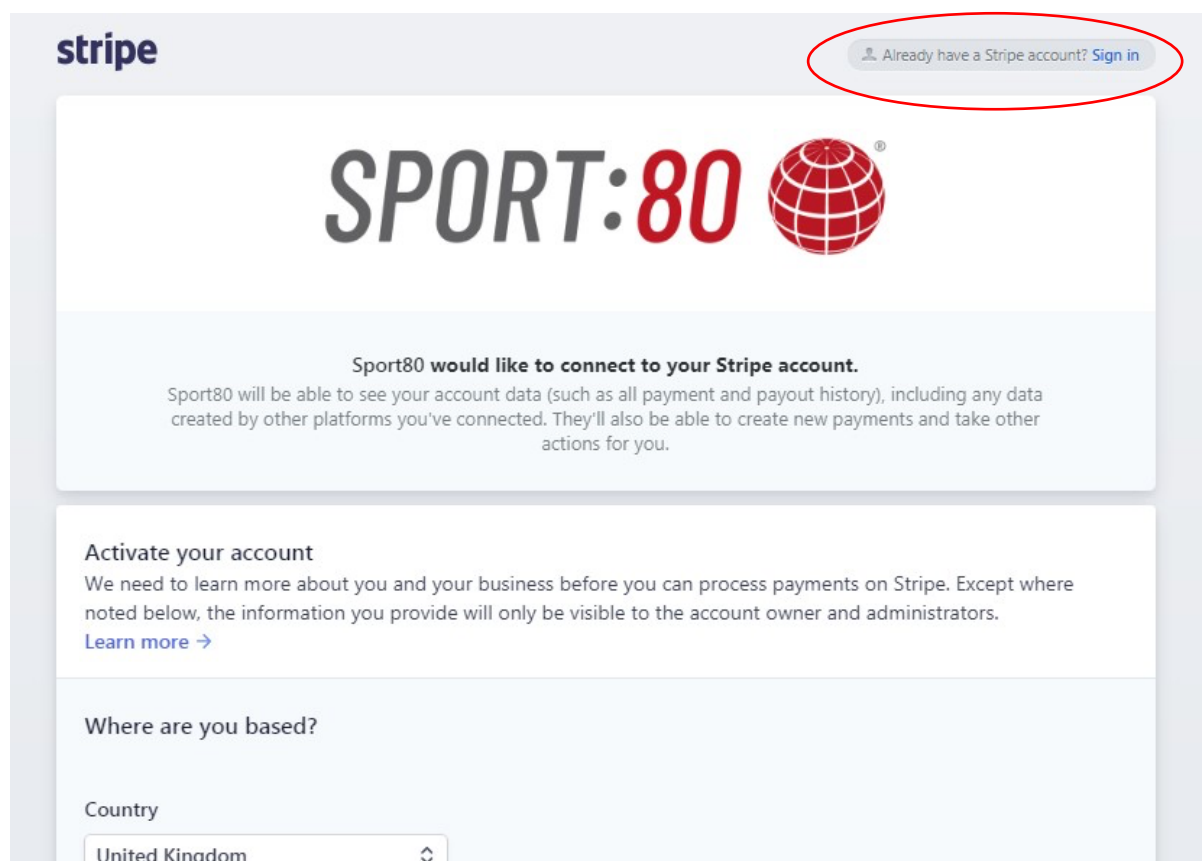 stripe
Already have a Stripe account? Sign in
SPORT:80 ®
Sport80 would like to connect to your Stripe account.
Sport80 will be able to see your account data (such as all payment and payout history), including any data
created by other platforms you've connected. They'll also be able to create new payments and take other
actions for you.
Activate your account
We need to learn more about you and your business before you can process payments on Stripe. Except where
noted below, the information you provide will only be visible to the account owner and administrators.
Learn more →
Where are you based?
Country
United Kingdom